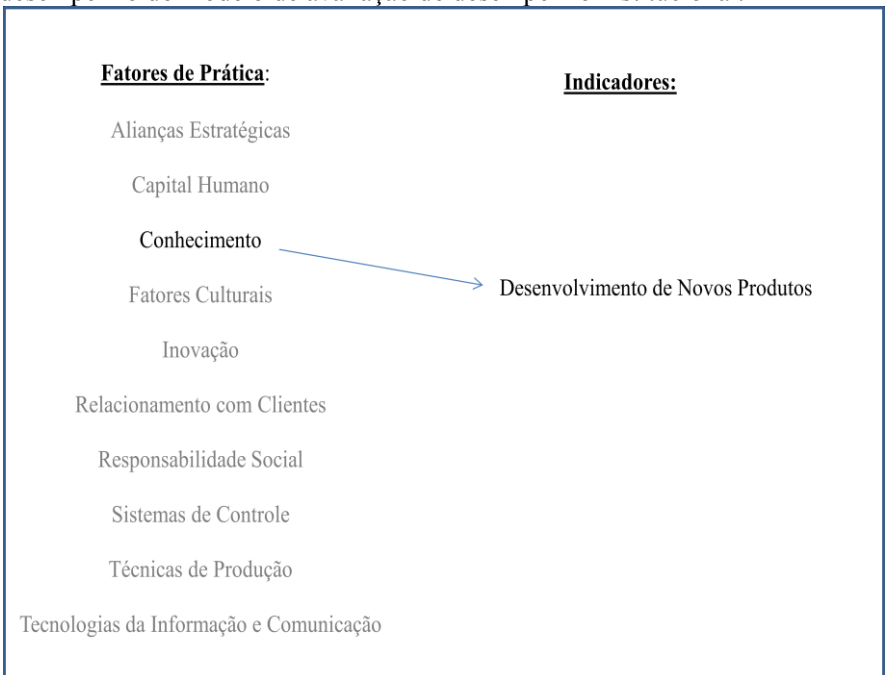 Fatores de Prática:
Indicadores:
Alianças Estratégicas
Capital Humano
Conhecimento
Desenvolvimento de Novos Produtos
Fatores Culturais
Inovação
Relacionamento com Clientes
Responsabilidade Social
Sistemas de Controle
Técnicas de Produção
Tecnologias da Informação e Comunicação